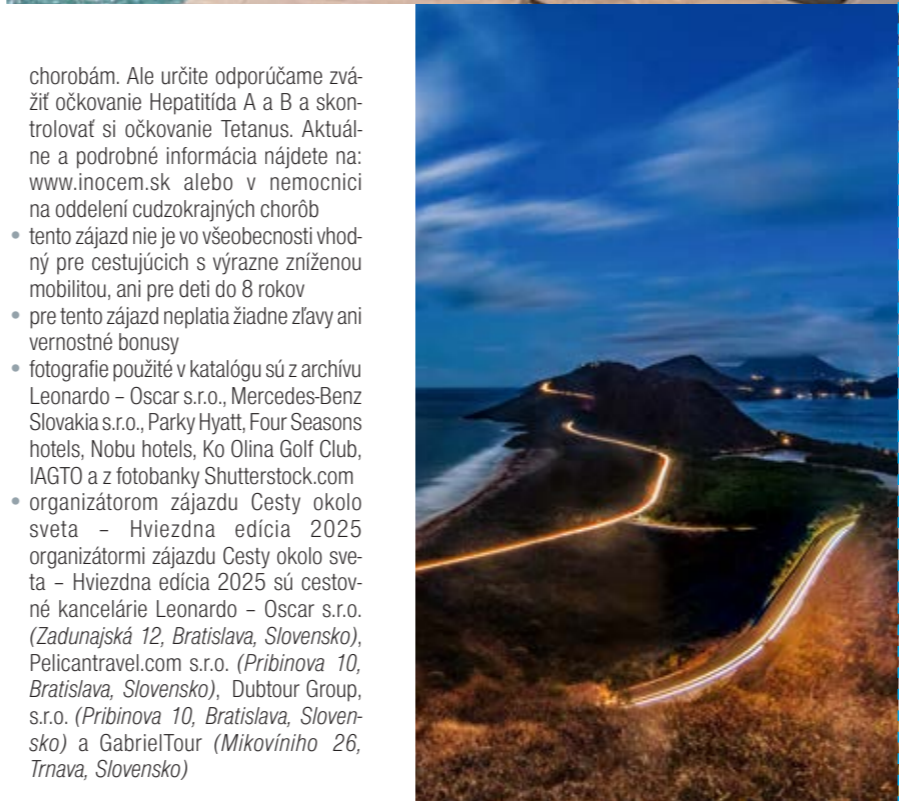 chorobám. Ale určite odporúčame zvá-
žiť očkovanie Hepatitída A a B a skon-
trolovať si očkovanie Tetanus. Aktuál-
ne a podrobné informácia nájdete na:
www.inocem.sk alebo v nemocnici
na oddelení cudzokrajných chorôb
• tento zájazd nie je vo všeobecnosti vhod-
ný pre cestujúcich s výrazne zníženou
mobilitou, ani pre deti do 8 rokov
• pre tento zájazd neplatia žiadne zľavy ani
vernostné bonusy
• fotografie použité v katalógu sú z archívu
Leonardo – Oscar s.r.o., Mercedes-Benz
Slovakia s.r.o., Parky Hyatt, Four Seasons
hotels, Nobu hotels, Ko Olina Golf Club,
IAGTO a z fotobanky Shutterstock.com
• organizátorom zájazdu Cesty okolo
sveta – Hviezdna edícia 2025
organizátormi zájazdu Cesty okolo sve-
ta – Hviezdna edícia 2025 sú cestov-
né kancelárie Leonardo – Oscar s.r.o.
(Zadunajská 12, Bratislava, Slovensko),
Pelicantravel.com s.r.o. (Pribinova 10,
Bratislava, Slovensko), Dubtour Group,
s.r.o. (Pribinova 10, Bratislava, Sloven-
sko) a GabrielTour (Mikovíniho 26,
Trnava, Slovensko)